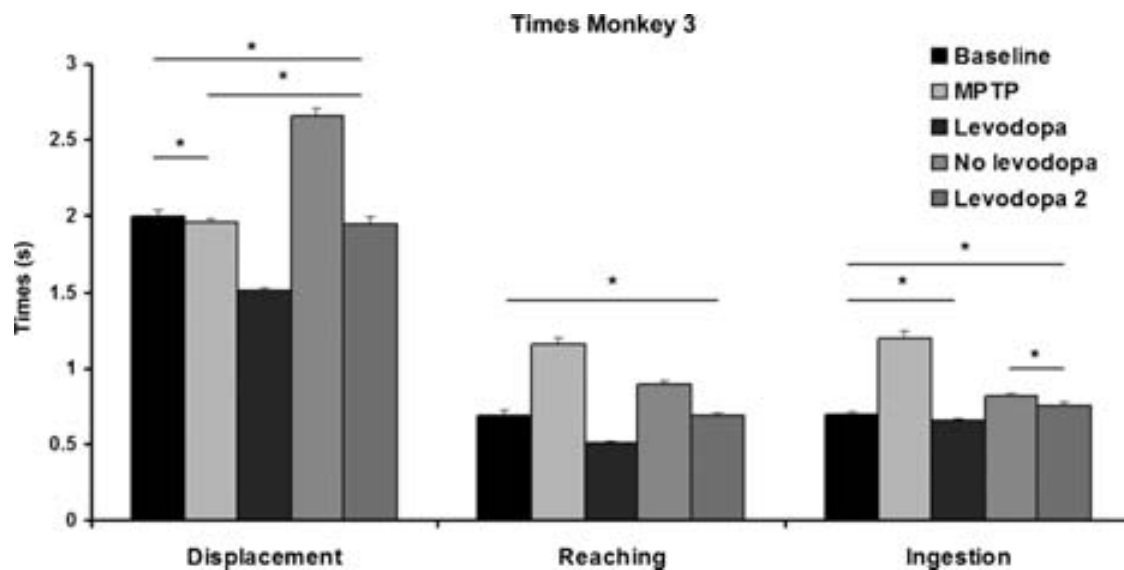 Times Monkey 3
Baseline
MPTP
Levodopa
No levodopa
Levodopa 2
Times (s)
3
2.5
2
1.5
1
0.5
0
*
*
*
*
*
*
*
Displacement
Reaching
Ingestion